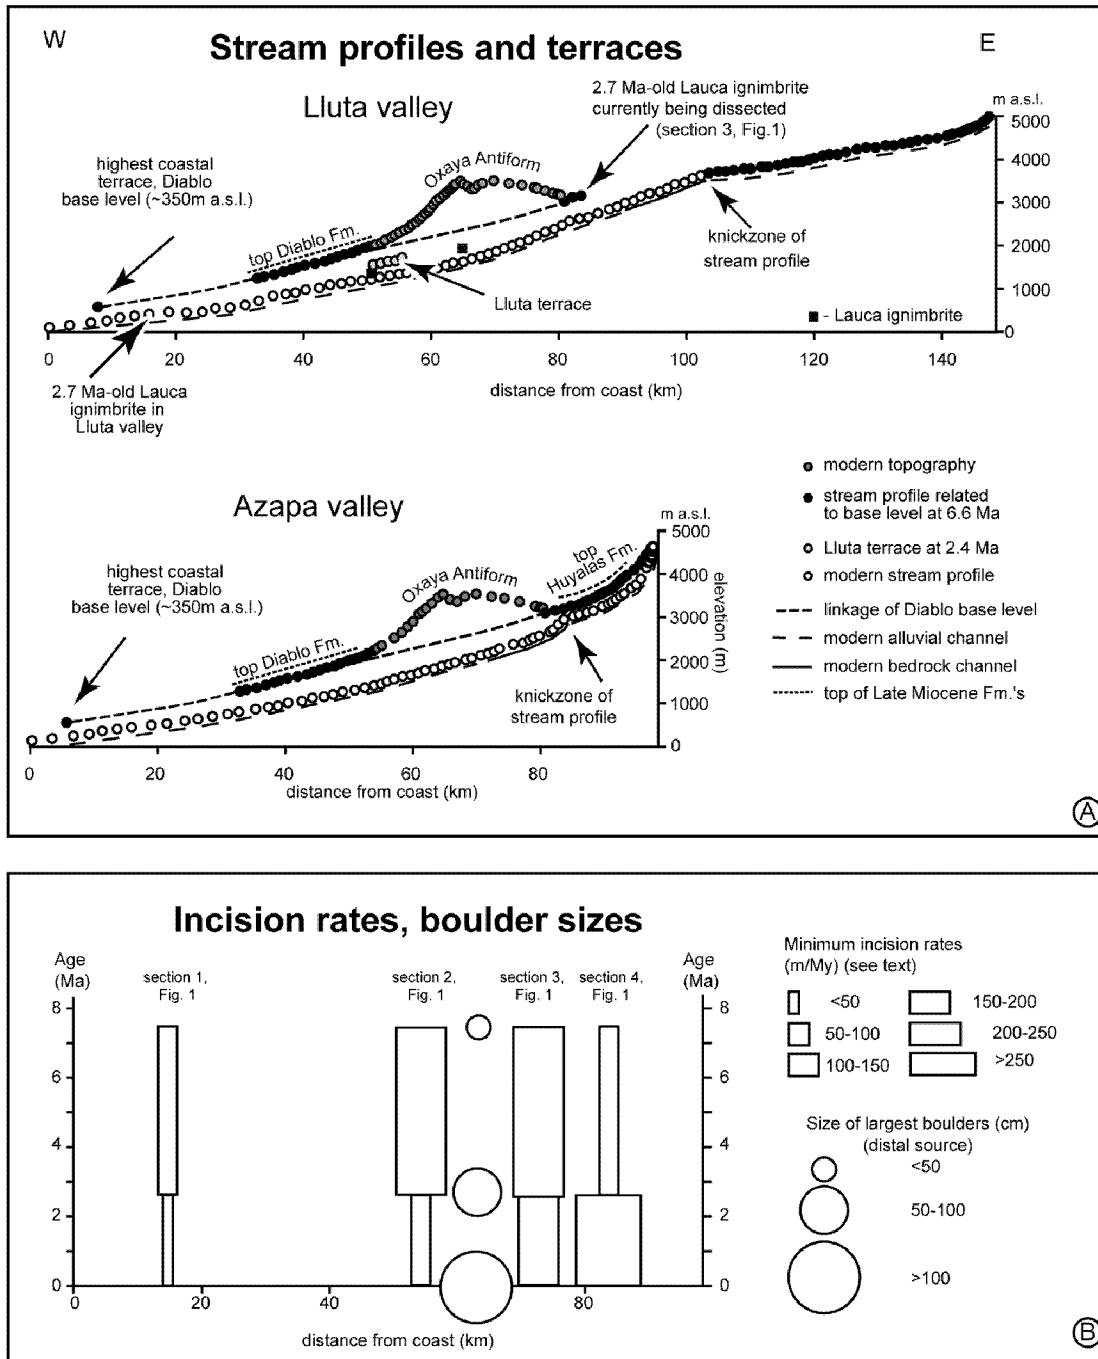 W
E
Stream profiles and terraces
Lluta valley
2.7 Ma-old Lauca ignimbrite
currently being dissected
(section 3, Fig.1)
m a.s.l.
5000
4000
3000
2000
1000
0
highest coastal
terrace, Diablo
base level (~350m a.s.l.)
Oxaya Antiform
top Diablo Fm.
knickzone of
stream profile
Lluta terrace
- Lauca ignimbrite
0 20 40 60 80 100 120 140
distance from coast (km)
2.7 Ma-old Lauca
ignimbrite in
Lluta valley
Azapa valley
m a.s.l.
5000
4000
3000
2000
1000
0
elevation (m)
highest coastal
terrace, Diablo
base level (~350m a.s.l.)
Oxaya Antiform
top
Huyalas Fm.
top Diablo Fm.
knickzone of
stream profile
0 20 40 60 80
distance from coast (km)
modern topography
stream profile related
to base level at 6.6 Ma
Lluta terrace at 2.4 Ma
modern stream profile
linkage of Diablo base level
modern alluvial channel
modern bedrock channel
top of Late Miocene Fm.'s
A
Incision rates, boulder sizes
Age
(Ma)
8
6
4
2
0
section 1,
Fig. 1
section 2,
Fig. 1
section 3,
Fig. 1
section 4,
Fig. 1
Age
(Ma)
8
6
4
2
0
0 20 40 80
distance from coast (km)
Minimum incision rates
(m/My) (see text)
<50
50-100
100-150
150-200
200-250
>250
Size of largest boulders (cm)
(distal source)
<50
50-100
>100
B